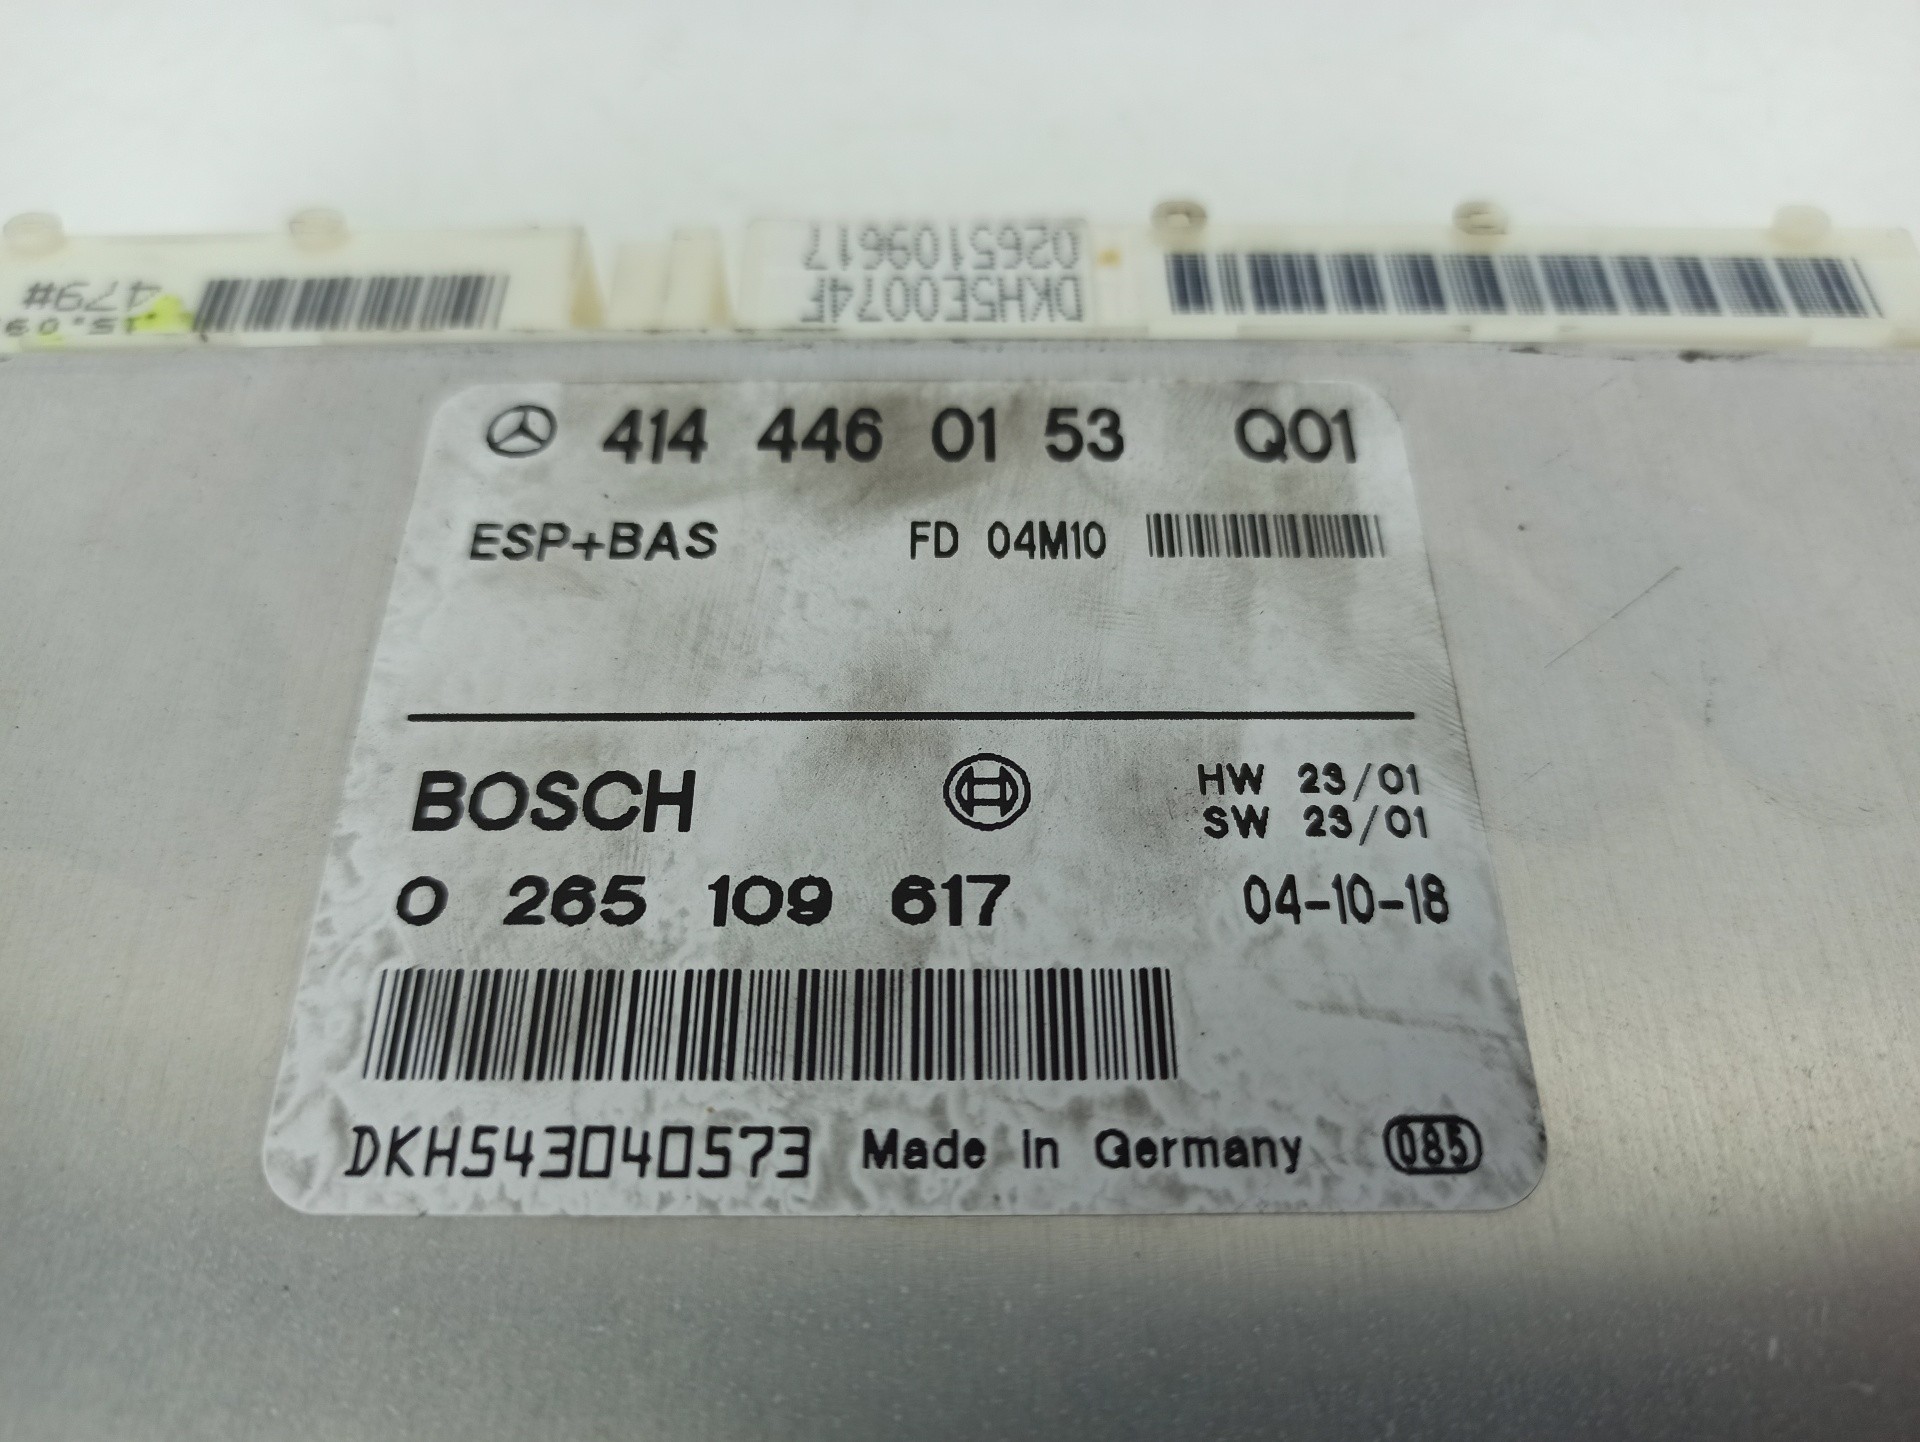 479#
15.09
0265109617
DKH5E0074F
414 446 01 53 Q01
ESP+BAS FD 04M10
BOSCH HW 23/01
SW 23/01
0 265 109 617 04-10-18
DKH543040573 Made in Germany 085